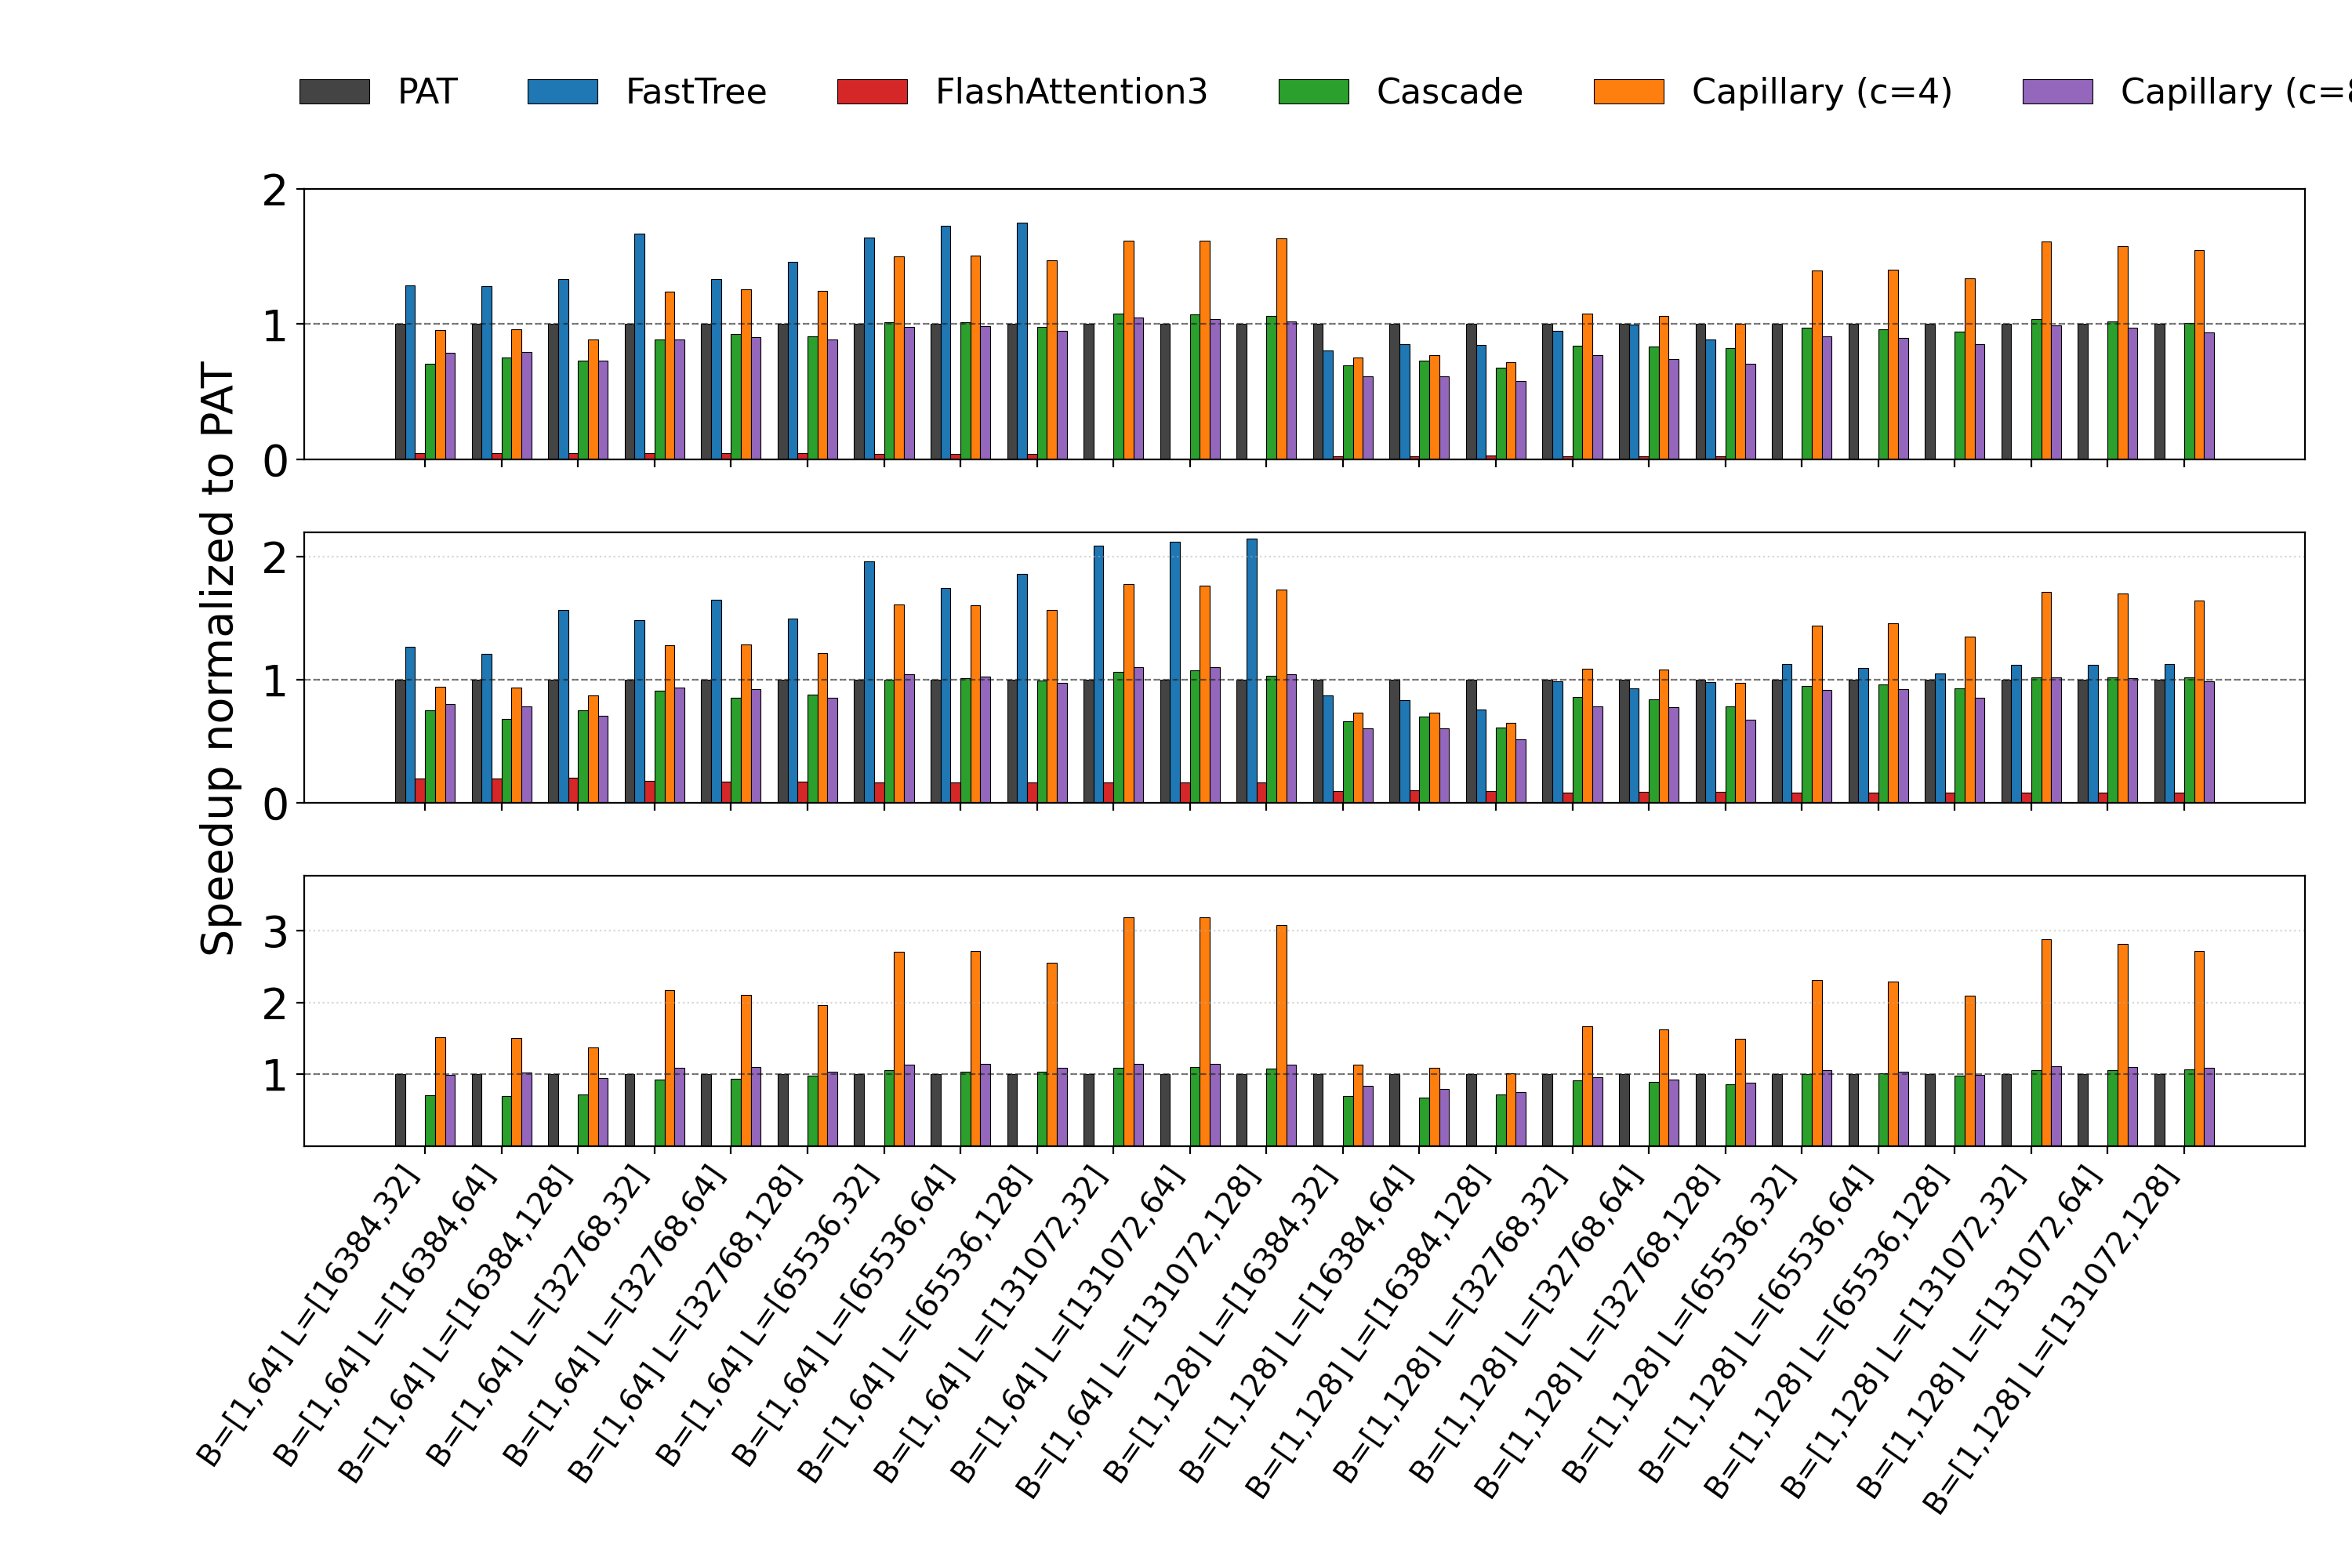 PAT FastTree FlashAttention3 Cascade Capillary (c=4) Capillary (c=8
Speedup normalized to PAT
2
1
0
2
1
0
3
2
1
B=[1,64] L=[16384,32]
B=[1,64] L=[16384,64]
B=[1,64] L=[16384,128]
B=[1,64] L=[32768,32]
B=[1,64] L=[32768,64]
B=[1,64] L=[32768,128]
B=[1,64] L=[65536,32]
B=[1,64] L=[65536,64]
B=[1,64] L=[65536,128]
B=[1,64] L=[131072,32]
B=[1,64] L=[131072,64]
B=[1,64] L=[131072,128]
B=[1,128] L=[16384,32]
B=[1,128] L=[16384,64]
B=[1,128] L=[16384,128]
B=[1,128] L=[32768,32]
B=[1,128] L=[32768,64]
B=[1,128] L=[32768,128]
B=[1,128] L=[65536,32]
B=[1,128] L=[65536,64]
B=[1,128] L=[65536,128]
B=[1,128] L=[131072,32]
B=[1,128] L=[131072,64]
B=[1,128] L=[131072,128]